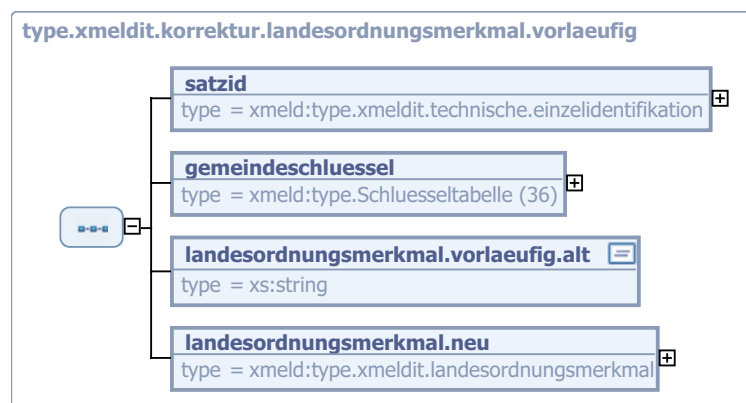 type.xmeldit.korrektur.landesordnungsmerkmal.vorlaeufig
satzid
type = xmeld:type.xmeldit.technische.einzelidentifikation
gemeindeschluessel
type = xmeld:type.Schluesseltabelle (36)
landesordnungsmerkmal.vorlaeufig.alt
type = xs:string
landesordnungsmerkmal.neu
type = xmeld:type.xmeldit.landesordnungsmerkmal